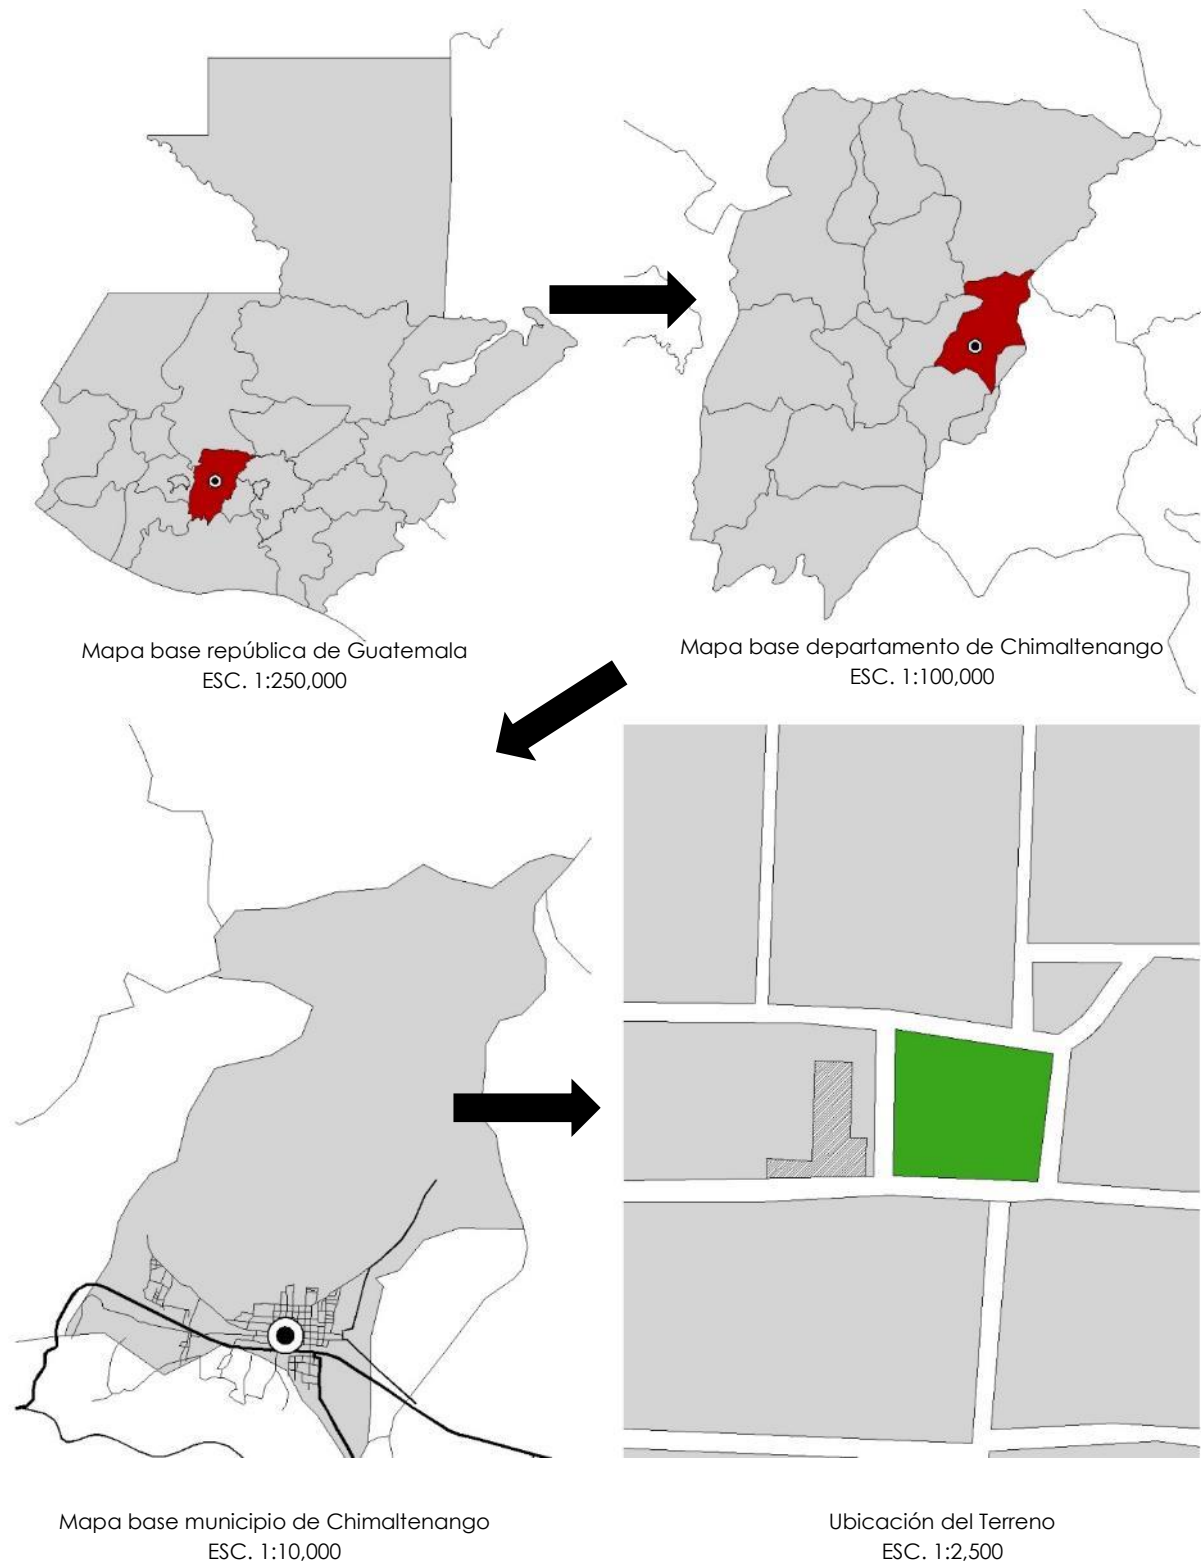 Mapa base república de Guatemala
ESC. 1:250,000
Mapa base departamento de Chimaltenango
ESC. 1:100,000
Mapa base municipio de Chimaltenango
ESC. 1:10,000
Ubicación del Terreno
ESC. 1:2,500